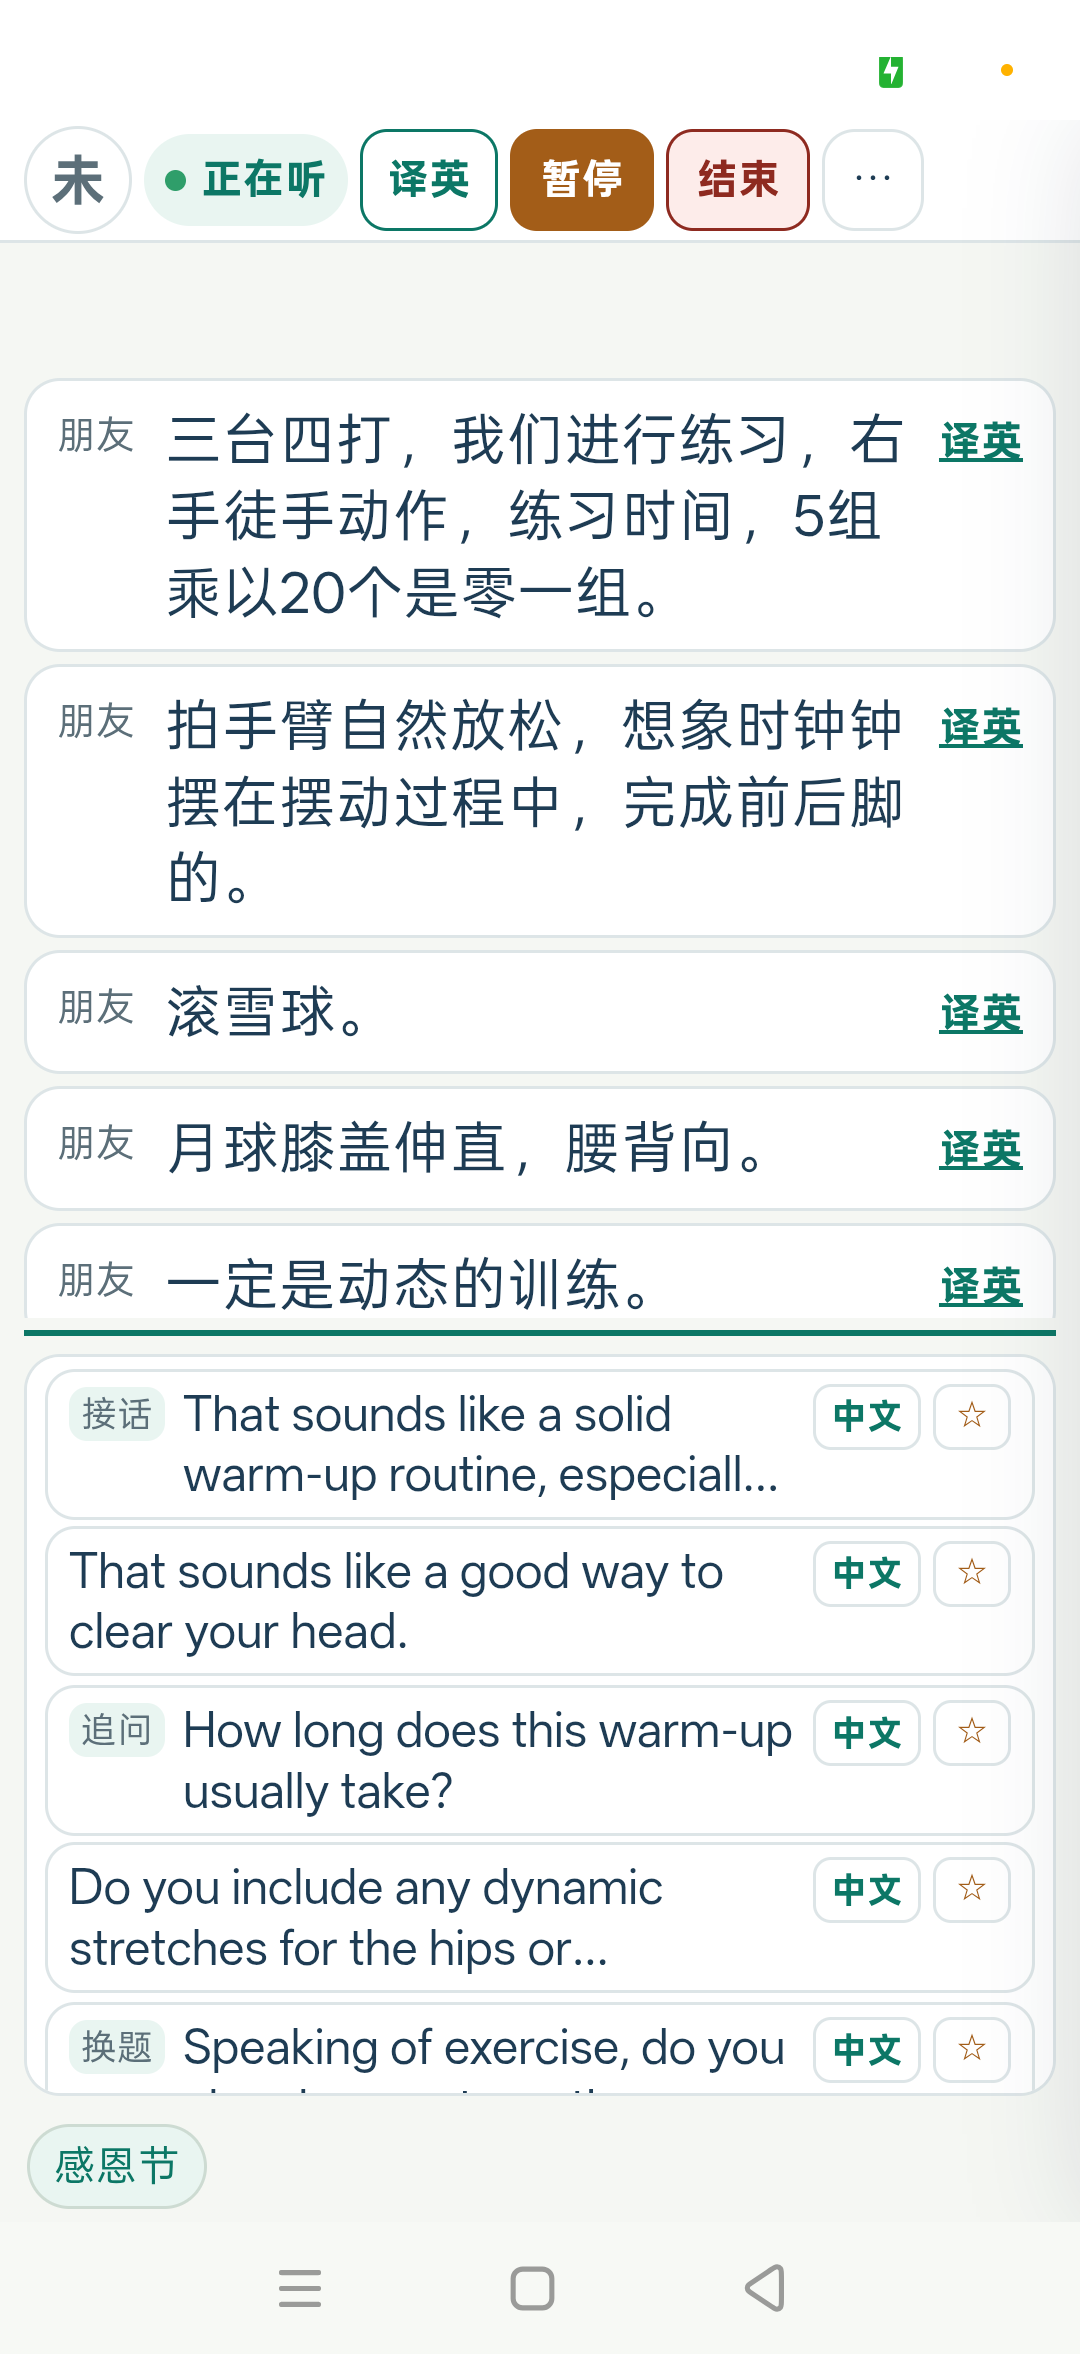 未 正在听 译英 暂停 结束 ...
朋友 三台四打，我们进行练习，右 译英
手徒手动作，练习时间，5组
乘以20个是零一组。
朋友 拍手臂自然放松，想象时钟钟 译英
摆在摆动过程中，完成前后脚
的。
朋友 滚雪球。 译英
朋友 月球膝盖伸直，腰背向。 译英
朋友 一定是动态的训练。 译英
接话 That sounds like a solid 中文 ☆
warm-up routine, especiall...
That sounds like a good way to 中文 ☆
clear your head.
追问 How long does this warm-up 中文 ☆
usually take?
Do you include any dynamic 中文 ☆
stretches for the hips or...
换题 Speaking of exercise, do you 中文 ☆
感恩节